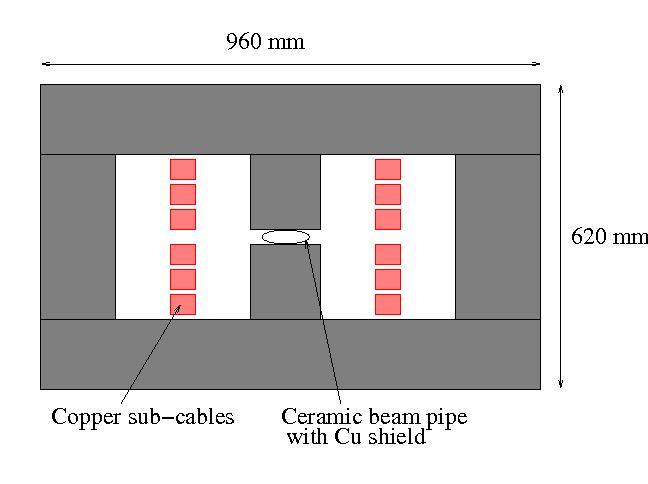 960 mm
620 mm
Copper sub−cables
Ceramic beam pipe
with Cu shield